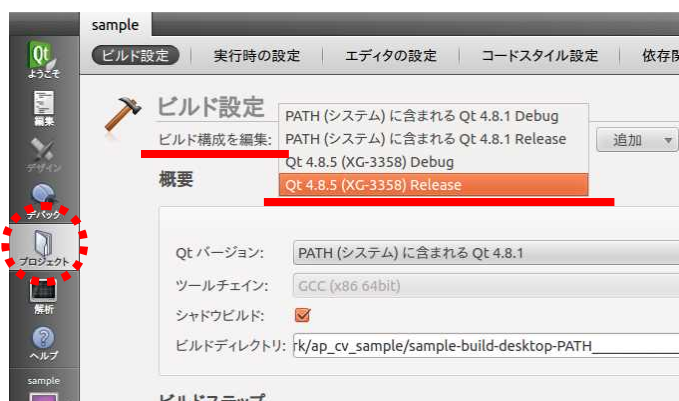 sample
ビルド設定 実行時の設定 エディタの設定 コードスタイル設定 依存関
Qt
ようこそ
編集
デザイン
デバッグ
プロジェクト
解析
ヘルプ
sample
ビルド設定
ビルド構成を編集:
PATH (システム) に含まれる Qt 4.8.1 Debug
PATH (システム) に含まれる Qt 4.8.1 Release
Qt 4.8.5 (XG-3358) Debug
Qt 4.8.5 (XG-3358) Release
追加
概要
Qt バージョン: PATH (システム) に含まれる Qt 4.8.1
ツールチェイン: GCC (x86 64bit)
シャドウビルド:
ビルドディレクトリ: rk/ap_cv_sample/sample-build-desktop-PATH______________
ビルドステップ